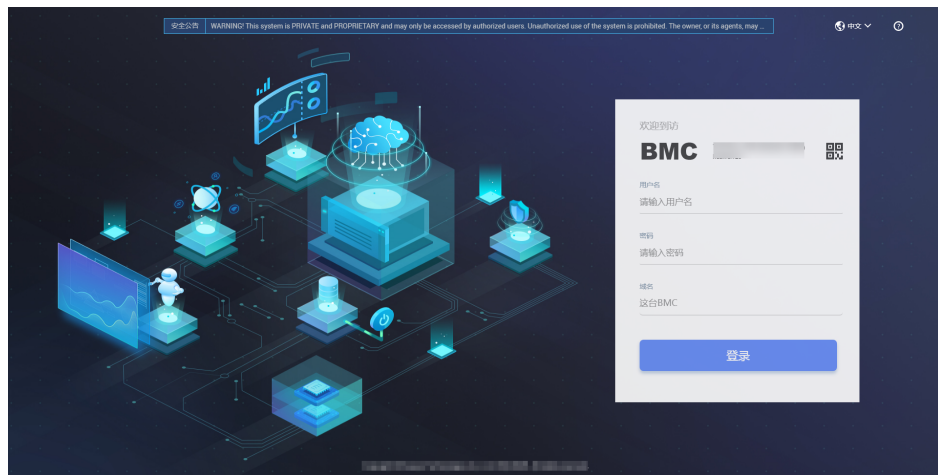 安全公告 WARNING! This system is PRIVATE and PROPRIETARY and may only be accessed by authorized users. Unauthorized use of the system is prohibited. The owner, or its agents, may ...
中文
欢迎到访
BMC
用户名
请输入用户名
密码
请输入密码
域名
这台BMC
登录